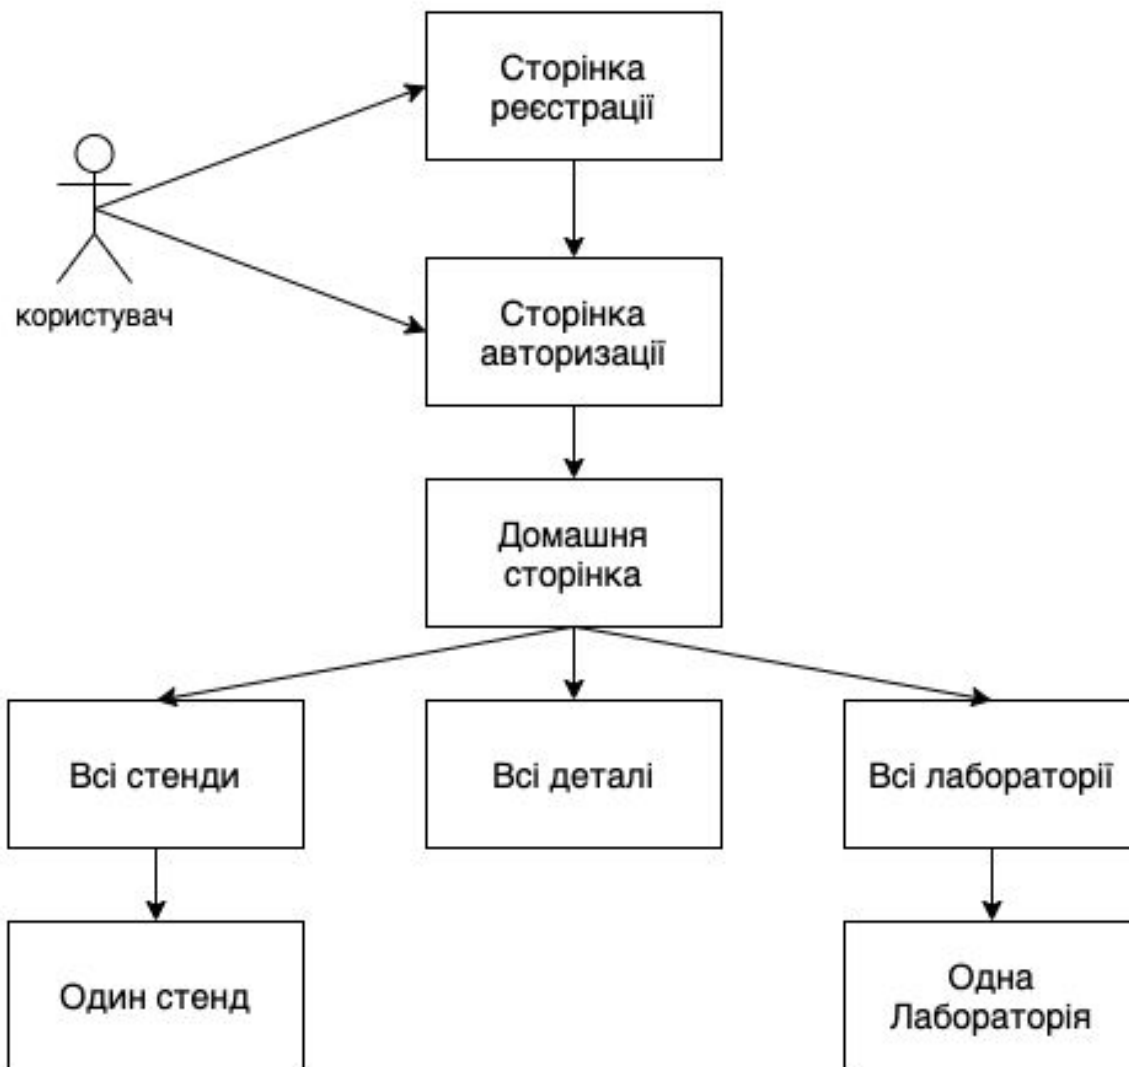 Сторінка
реєстрації
користувач
Сторінка
авторизації
Домашня
сторінка
Всі стенди
Всі деталі
Всі лабораторії
Один стенд
Одна
Лабораторія